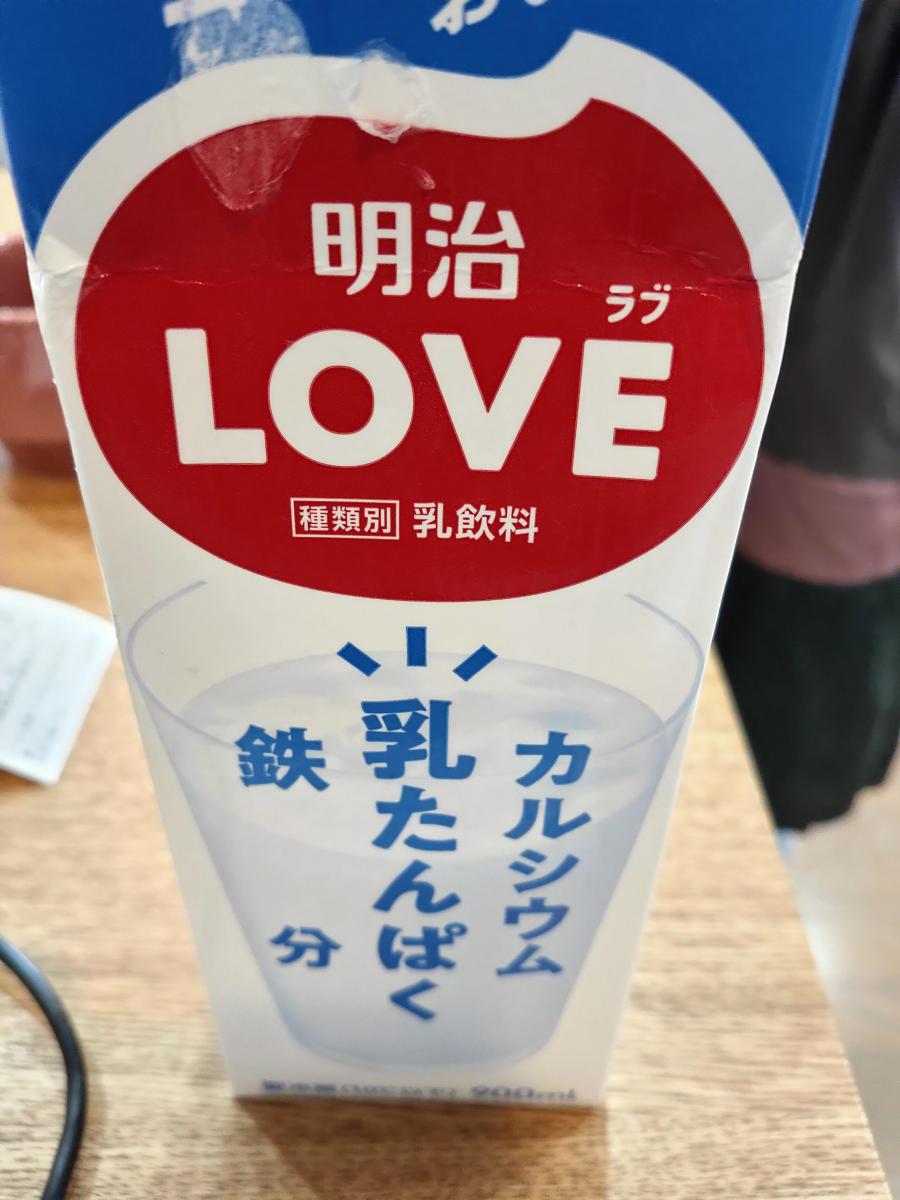 明治
ラブ
LOVE
種類別 乳飲料
カルシウム
乳たんぱく
鉄分
900ml